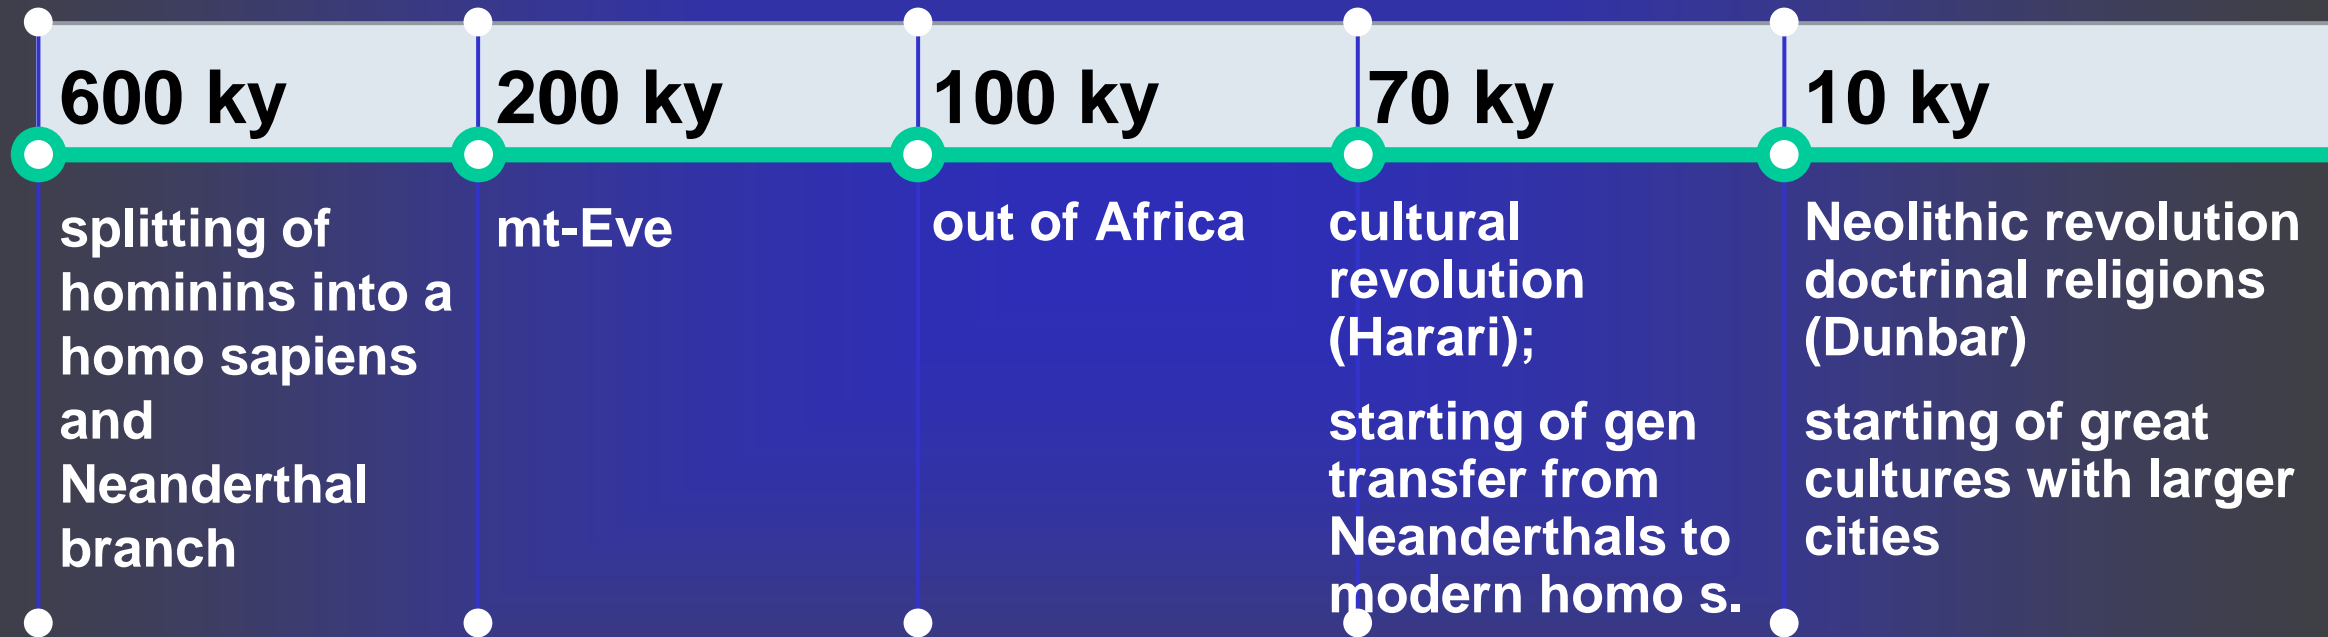 600 ky
200 ky
100 ky
70 ky
10 ky
splitting of
hominins into a
homo sapiens
and
Neanderthal
branch
mt-Eve
out of Africa
cultural
revolution
(Harari);
starting of gen
transfer from
Neanderthals to
modern homo s.
Neolithic revolution
doctrinal religions
(Dunbar)
starting of great
cultures with larger
cities